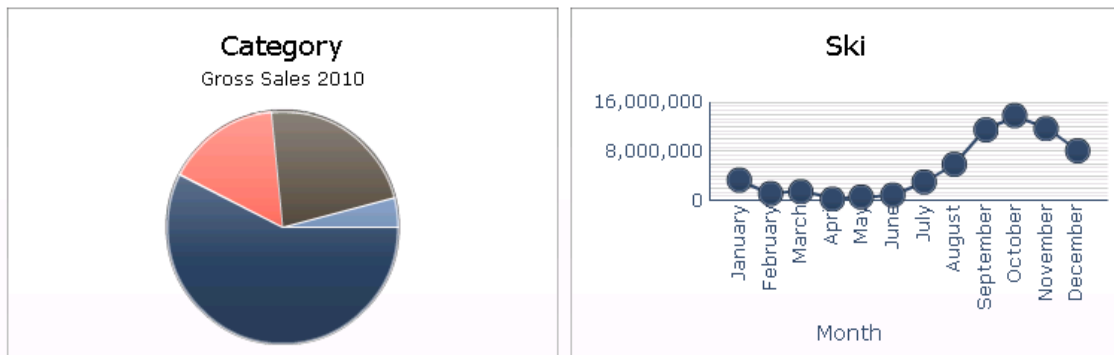 Category
Gross Sales 2010
Ski
16,000,000
8,000,000
0
January
February
March
April
May
June
July
August
September
October
November
December
Month